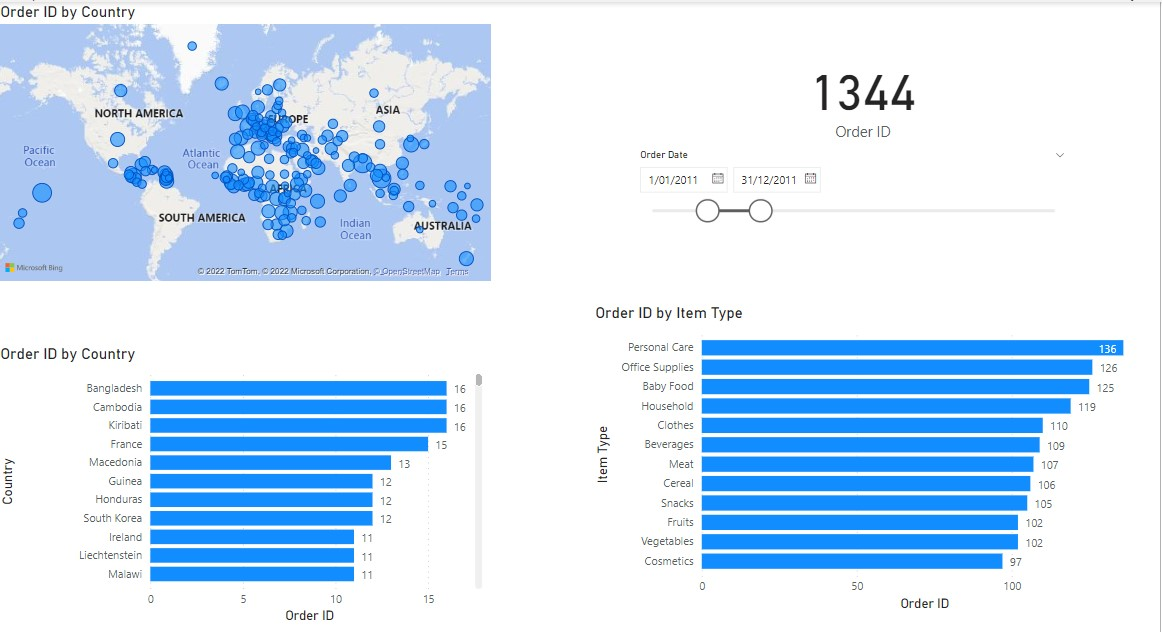 Order ID by Country
NORTH AMERICA
EUROPE
ASIA
Pacific
Ocean
Atlantic
Ocean
AFRICA
SOUTH AMERICA
Indian
Ocean
AUSTRALIA
Microsoft Bing
© 2022 TomTom, © 2022 Microsoft Corporation, © OpenStreetMap Terms
1344
Order ID
Order Date
1/01/2011 31/12/2011
Order ID by Country
Country
Bangladesh 16
Cambodia 16
Kiribati 16
France 15
Macedonia 13
Guinea 12
Honduras 12
South Korea 12
Ireland 11
Liechtenstein 11
Malawi 11
0 5 10 15
Order ID
Order ID by Item Type
Item Type
Personal Care 136
Office Supplies 126
Baby Food 125
Household 119
Clothes 110
Beverages 109
Meat 107
Cereal 106
Snacks 105
Fruits 102
Vegetables 102
Cosmetics 97
0 50 100
Order ID